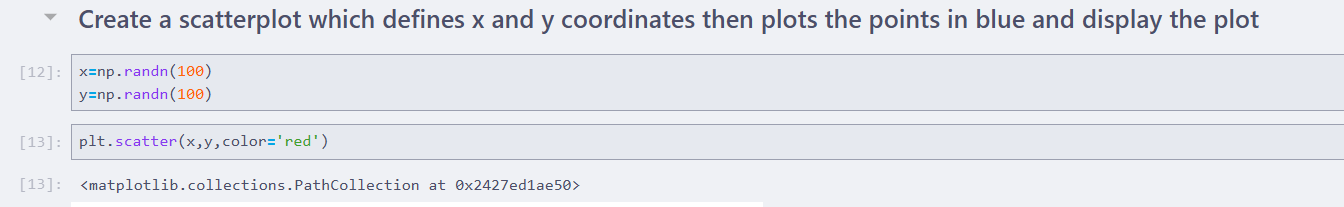 Create a scatterplot which defines x and y coordinates then plots the points in blue and display the plot
[12]:
x=np.randn(100)
y=np.randn(100)
[13]:
plt.scatter(x,y,color='red')
[13]:
<matplotlib.collections.PathCollection at 0x2427ed1ae50>